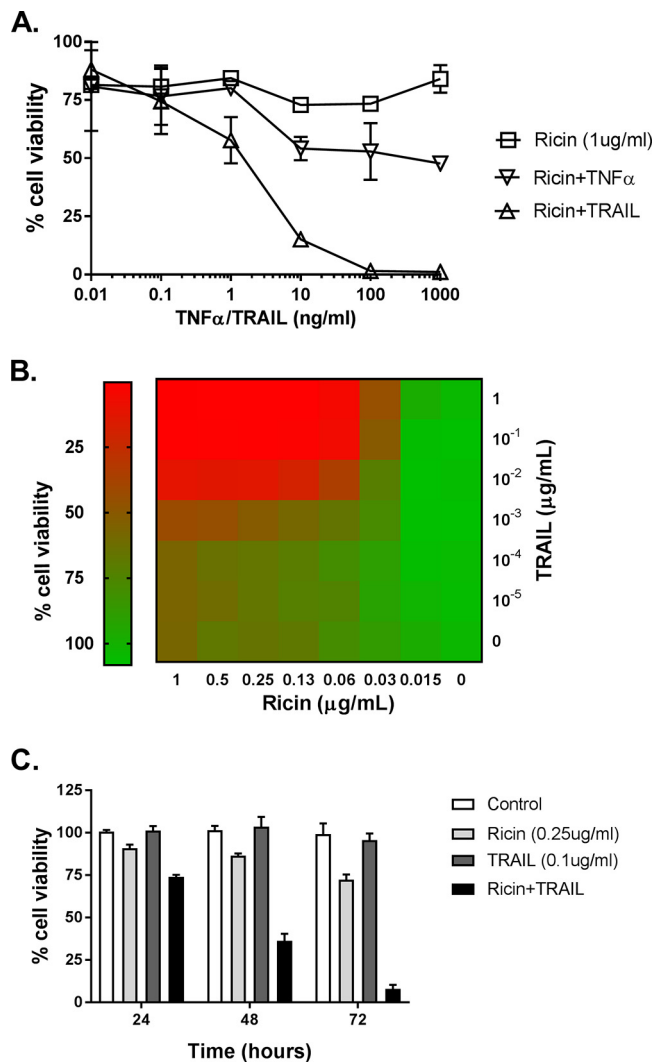 A.
100
75
50
25
0
% cell viability
0.01 0.1 1 10 100 1000
TNFα/TRAIL (ng/ml)
Ricin (1ug/ml)
Ricin+TNFα
Ricin+TRAIL
B.
25
50
75
100
% cell viability
1
10⁻¹
10⁻²
10⁻³
10⁻⁴
10⁻⁵
0
TRAIL (μg/mL)
1 0.5 0.25 0.13 0.06 0.03 0.015 0
Ricin (μg/mL)
C.
125
100
75
50
25
0
% cell viability
24 48 72
Time (hours)
Control
Ricin (0.25ug/ml)
TRAIL (0.1ug/ml)
Ricin+TRAIL